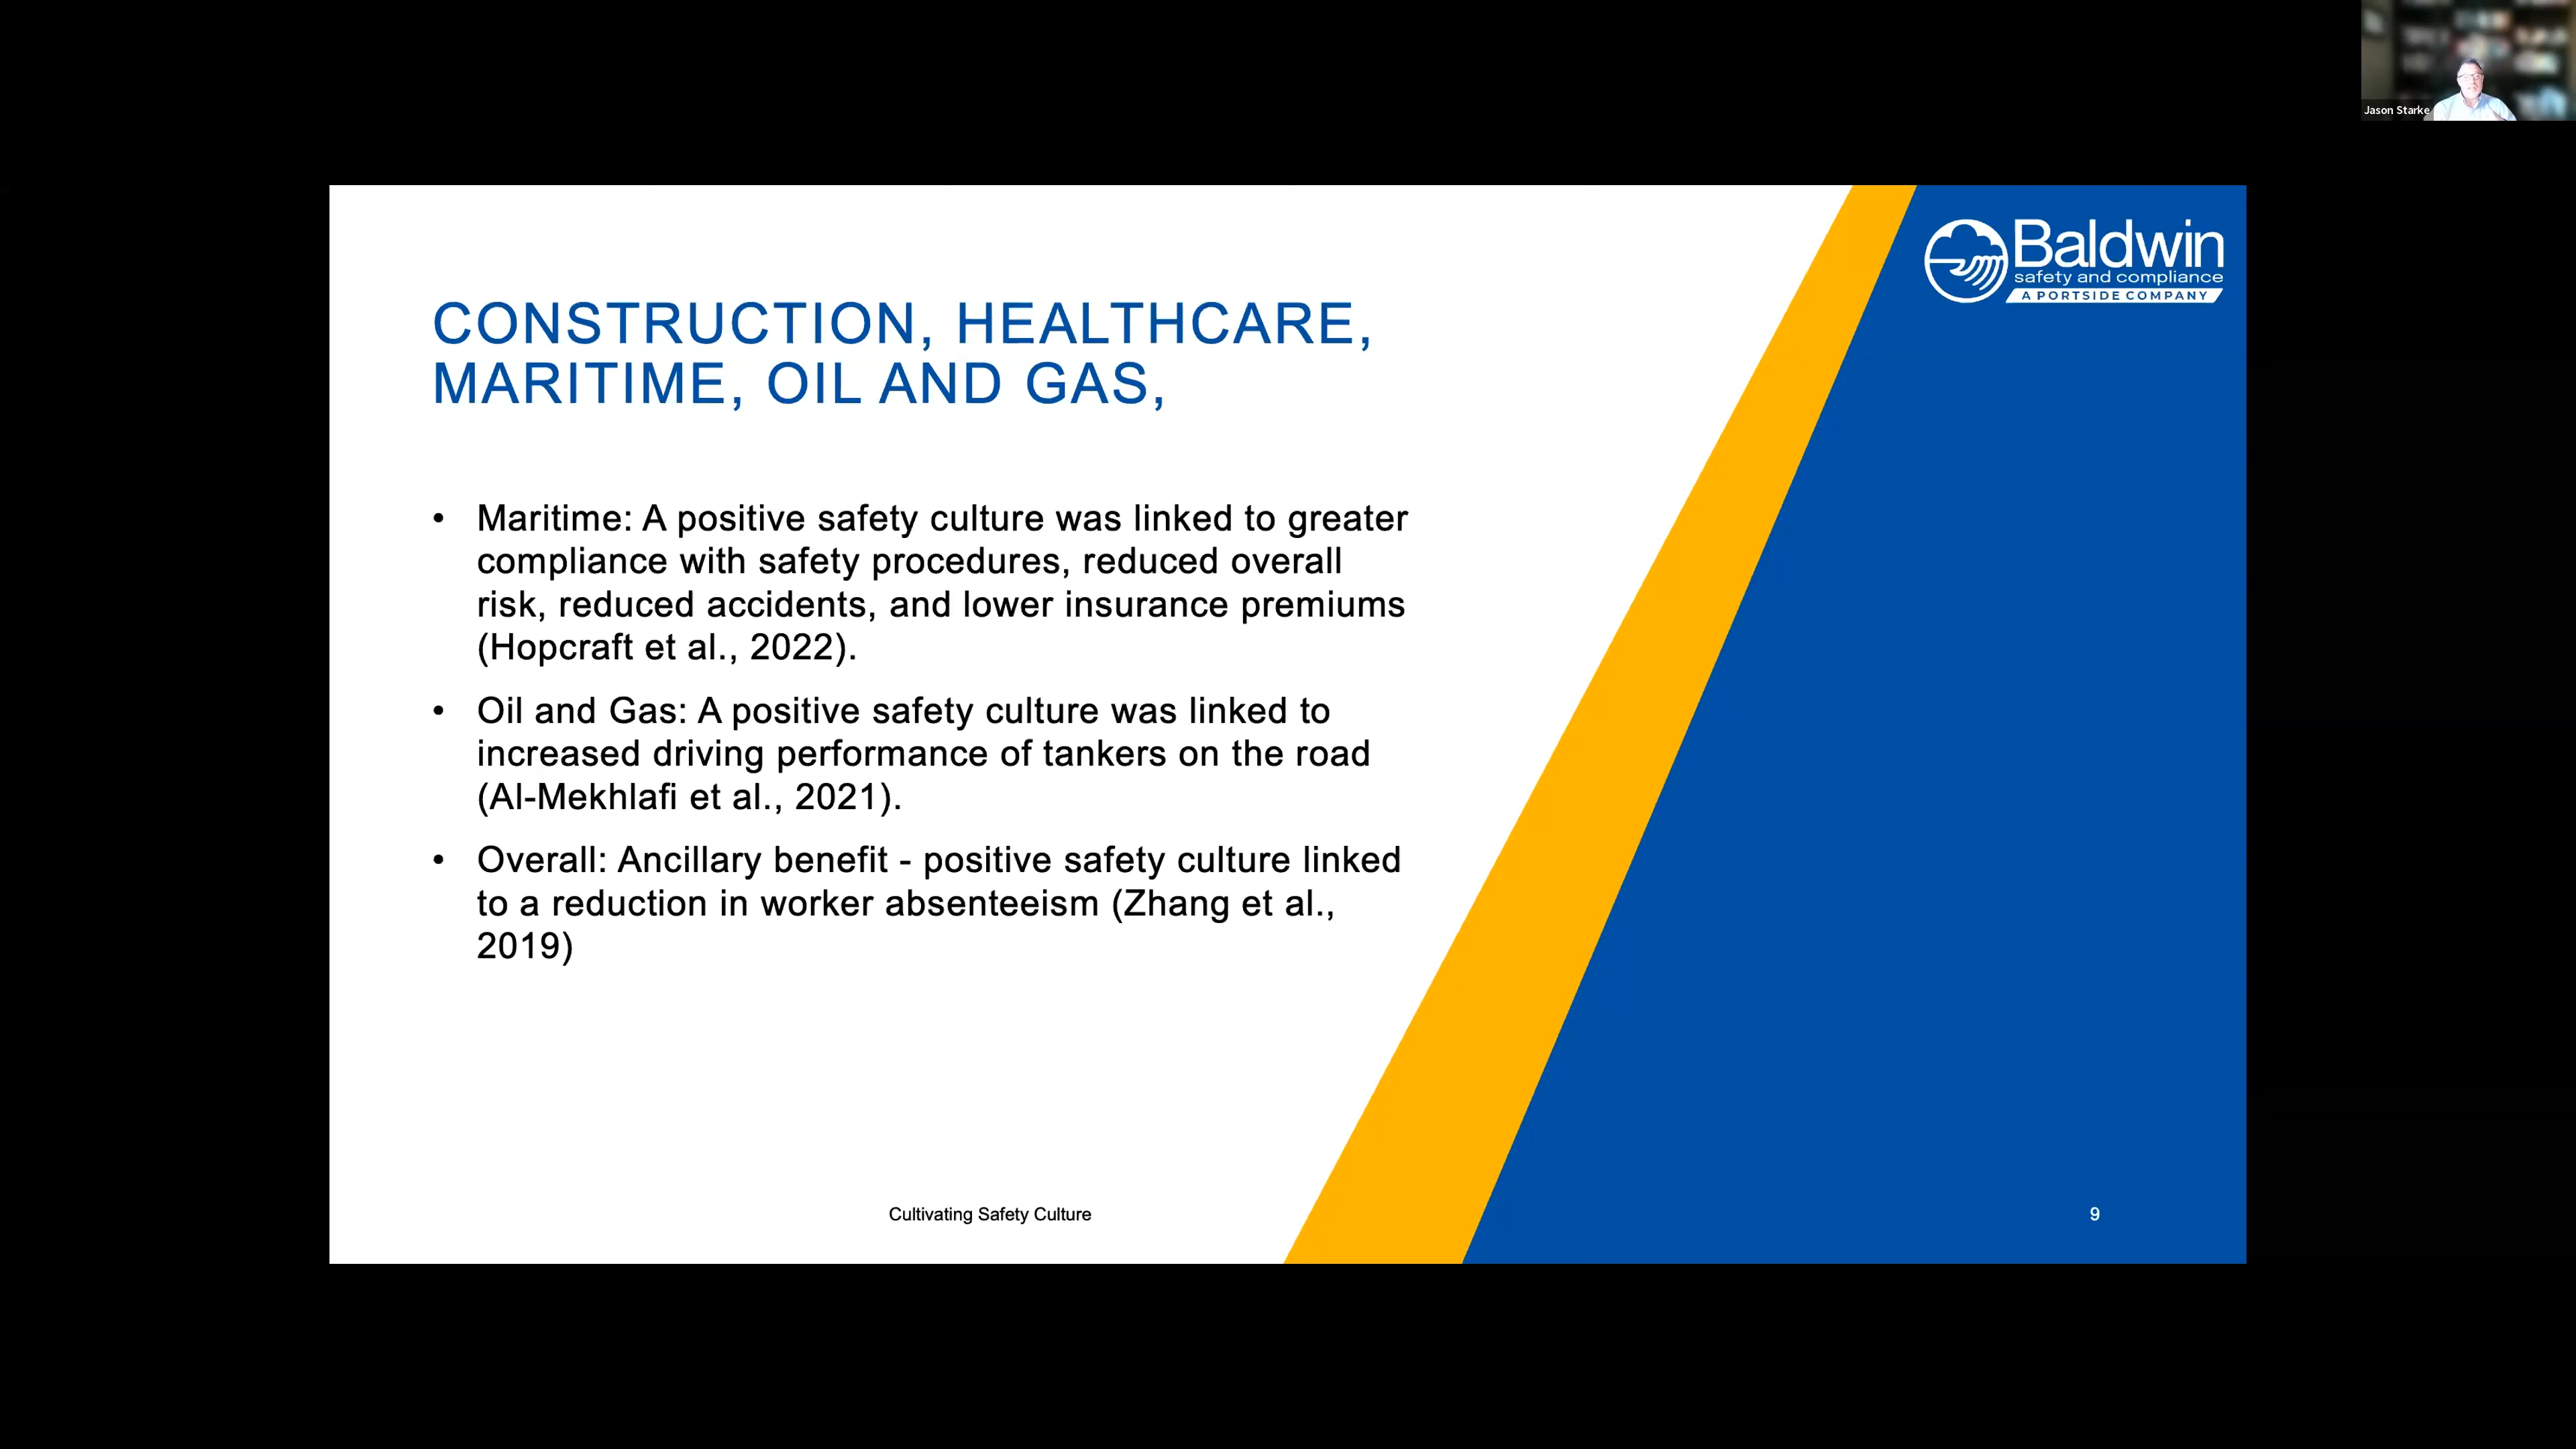 Jason Starke
Baldwin
safety and compliance
A PORTSIDE COMPANY
CONSTRUCTION, HEALTHCARE,
MARITIME, OIL AND GAS,
• Maritime: A positive safety culture was linked to greater
compliance with safety procedures, reduced overall
risk, reduced accidents, and lower insurance premiums
(Hopcraft et al., 2022).
• Oil and Gas: A positive safety culture was linked to
increased driving performance of tankers on the road
(Al-Mekhlafi et al., 2021).
• Overall: Ancillary benefit - positive safety culture linked
to a reduction in worker absenteeism (Zhang et al.,
2019)
Cultivating Safety Culture
9